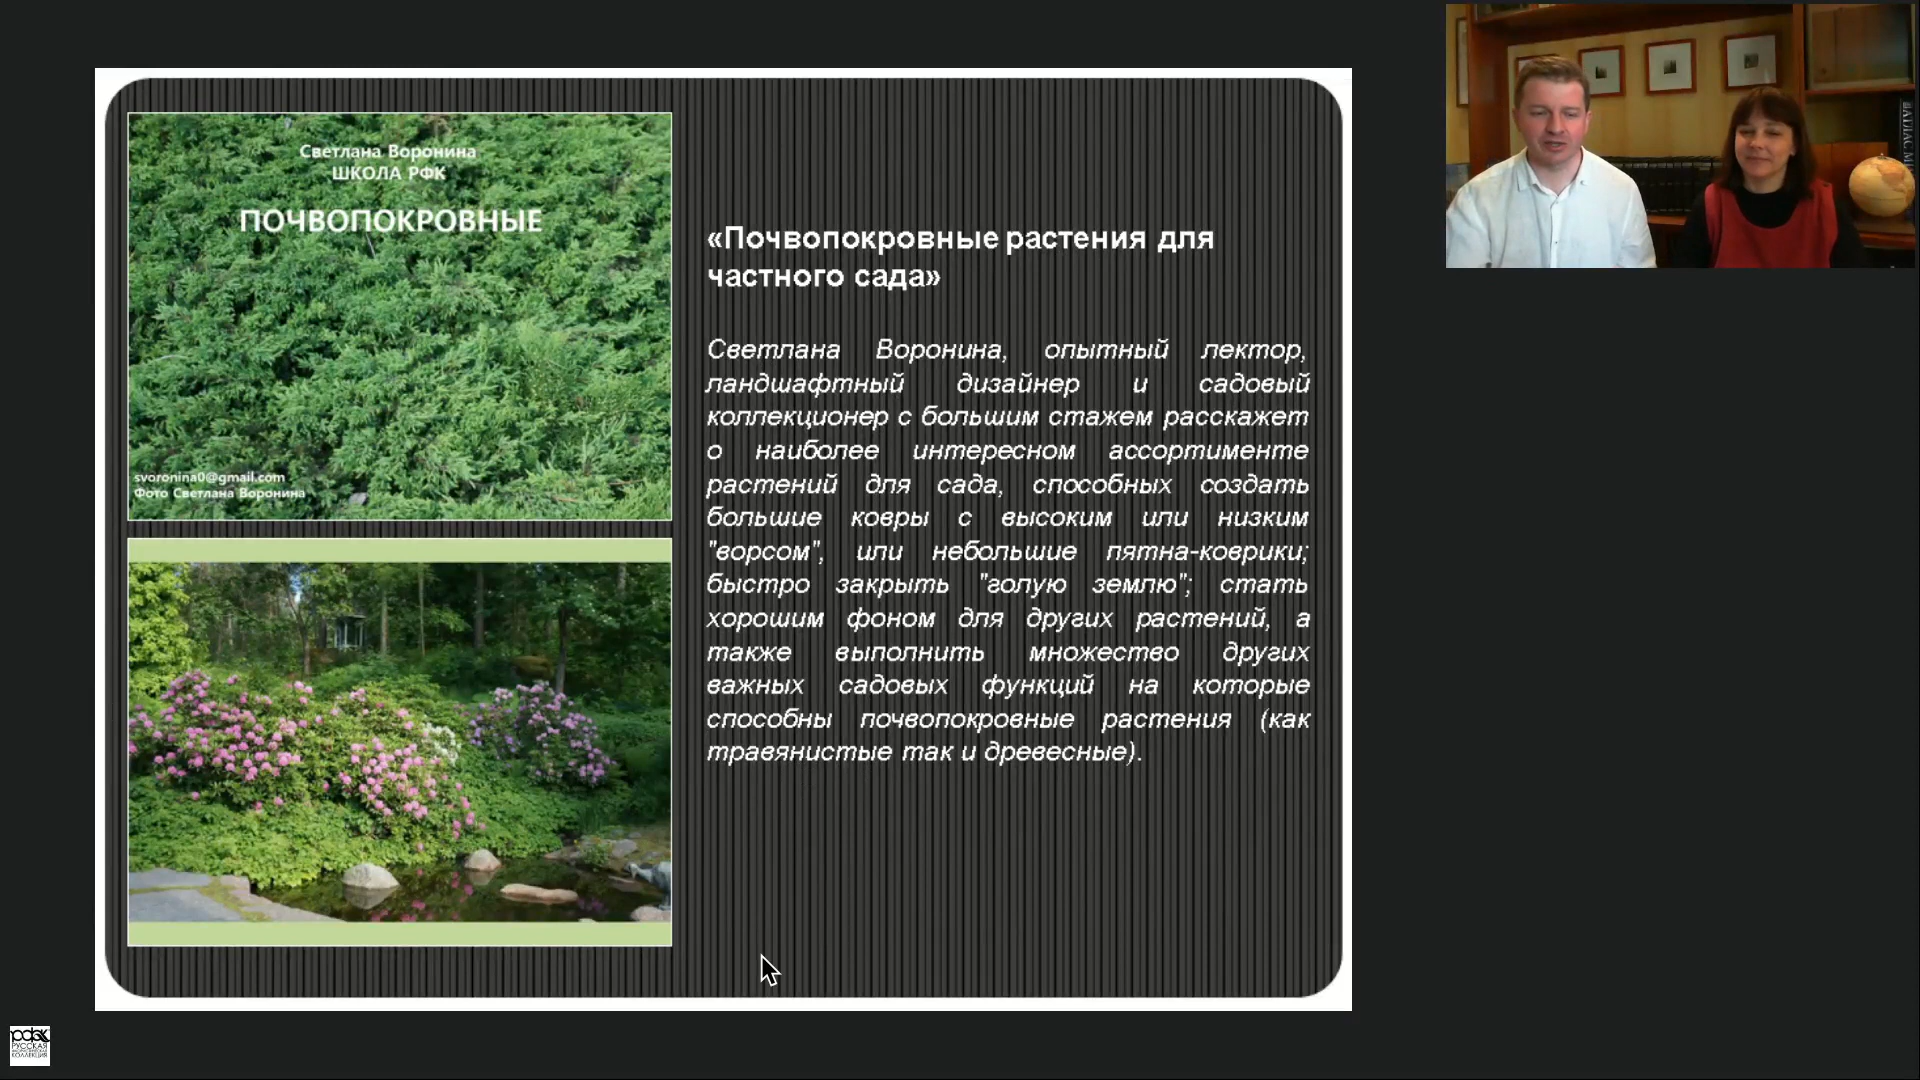 Светлана Воронина
ШКОЛА РФК
ПОЧВОПОКРОВНЫЕ
svoronina0@gmail.com
Фото Светлана Воронина
«Почвопокровные растения для
частного сада»
Светлана Воронина, опытный лектор,
ландшафтный дизайнер и садовый
коллекционер с большим стажем расскажет
о наиболее интересном ассортименте
растений для сада, способных создать
большие ковры с высоким или низким
"ворсом", или небольшие пятна-коврики;
быстро закрыть "голую землю"; стать
хорошим фоном для других растений, а
также выполнить множество других
важных садовых функций на которые
способны почвопокровные растения (как
травянистые так и древесные).
РУССКАЯ
КОЛЛЕКЦИЯ